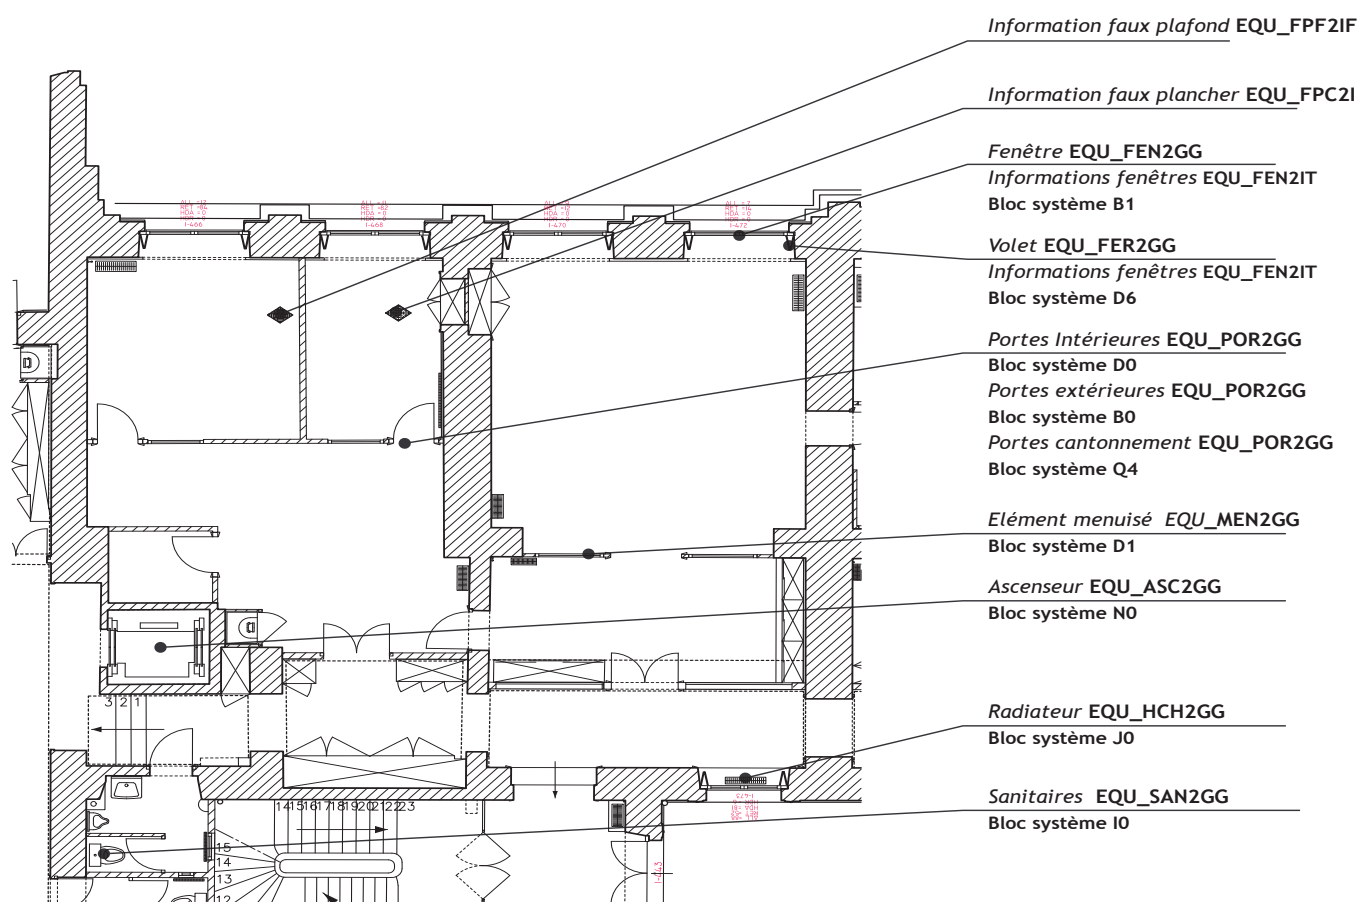 Information faux plafond EQU_FPF2IF
Information faux plancher EQU_FPC2I
Fenêtre EQU_FEN2GG
Informations fenêtres EQU_FEN2IT
Bloc système B1
Volet EQU_FER2GG
Informations fenêtres EQU_FEN2IT
Bloc système D6
Portes Intérieures EQU_POR2GG
Bloc système D0
Portes extérieures EQU_POR2GG
Bloc système B0
Portes cantonnement EQU_POR2GG
Bloc système Q4
Elément menuisé EQU_MEN2GG
Bloc système D1
Ascenseur EQU_ASC2GG
Bloc système N0
Radiateur EQU_HCH2GG
Bloc système J0
Sanitaires EQU_SAN2GG
Bloc système I0
I-466
I-468
I-470
I-472
3 2 1
14 15 16 17 18 19 20 21 22 23
15
14
13
12